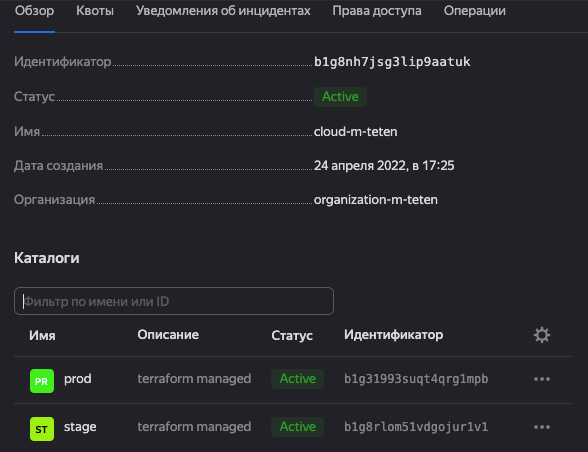 Обзор Квоты Уведомления об инцидентах Права доступа Операции
Идентификатор b1g8nh7jsg3lip9aatuk
Статус Active
Имя cloud-m-teten
Дата создания 24 апреля 2022, в 17:25
Организация organization-m-teten
Каталоги
Фильтр по имени или ID
Имя Описание Статус Идентификатор
PR prod terraform managed Active b1g31993suqt4qrg1mpb
ST stage terraform managed Active b1g8rlom51vdgojur1v1